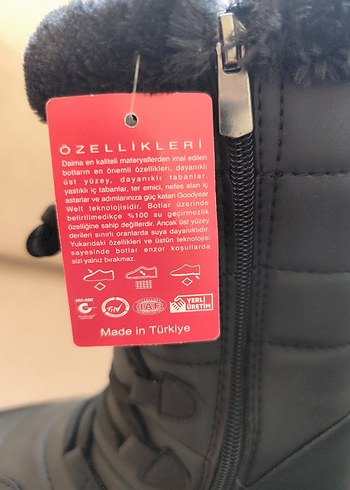 ÖZELLİKLERİ
Daima en kaliteli materyallerden imal edilen
botların en önemli özellikleri, dayanıklı
üst yüzey, dayanıklı tabanlar,
yastıklı iç tabanlar, ter emici, nefes alan iç
astarlar ve adımlarınıza güç katan Goodyear
Welt teknolojisidir. Botlar üzerinde
belirtilmedikçe %100 su geçirmezlik
özelliğine sahip değillerdir. Ancak üst yüzey
derileri sınırlı oranlarda suya dayanıklıdır.
Yukarıdaki özellikleri ve üstün teknolojisi
sayesinde botlar enzor koşullarda
sizi yalnız bırakmaz.
IAF
YERLİ
ÜRETİM
Made in Türkiye